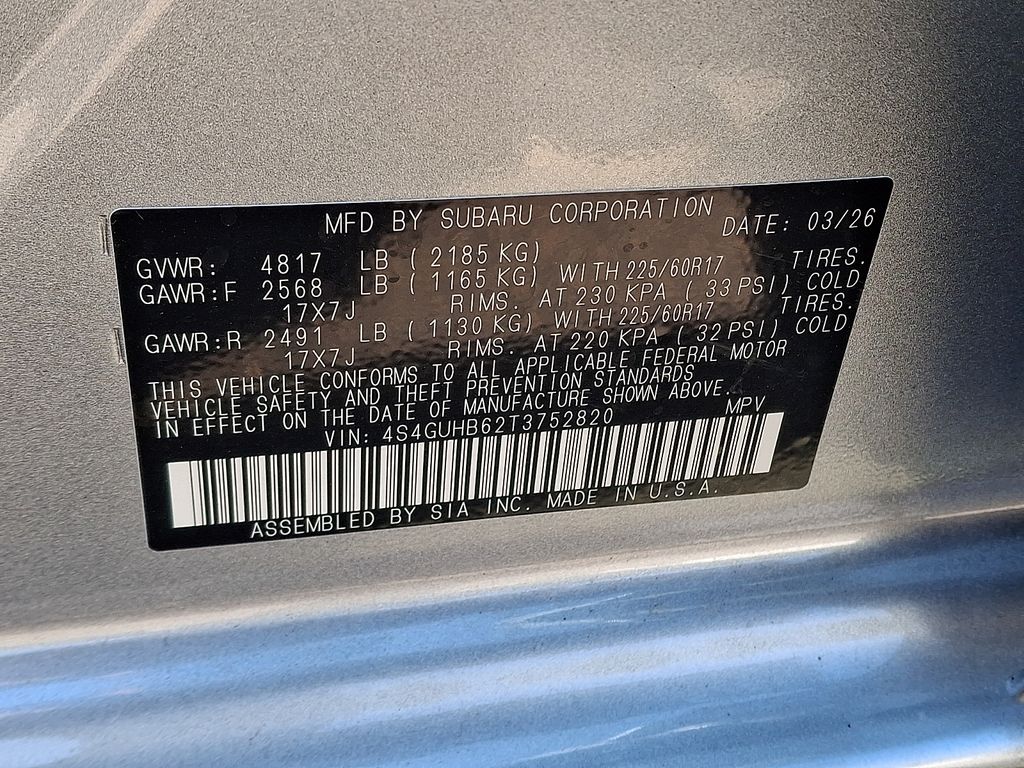 MFD BY SUBARU CORPORATION DATE: 03/26
GVWR: 4817 LB ( 2185 KG)
GAWR:F 2568 LB ( 1165 KG) WITH 225/60R17 TIRES.
17X7J RIMS. AT 230 KPA ( 33 PSI) COLD
GAWR:R 2491 LB ( 1130 KG) WITH 225/60R17 TIRES.
17X7J RIMS. AT 220 KPA ( 32 PSI) COLD
THIS VEHICLE CONFORMS TO ALL APPLICABLE FEDERAL MOTOR
VEHICLE SAFETY AND THEFT PREVENTION STANDARDS
IN EFFECT ON THE DATE OF MANUFACTURE SHOWN ABOVE.
VIN: 4S4GUHB62T3752820 MPV
ASSEMBLED BY SIA INC. MADE IN U.S.A.